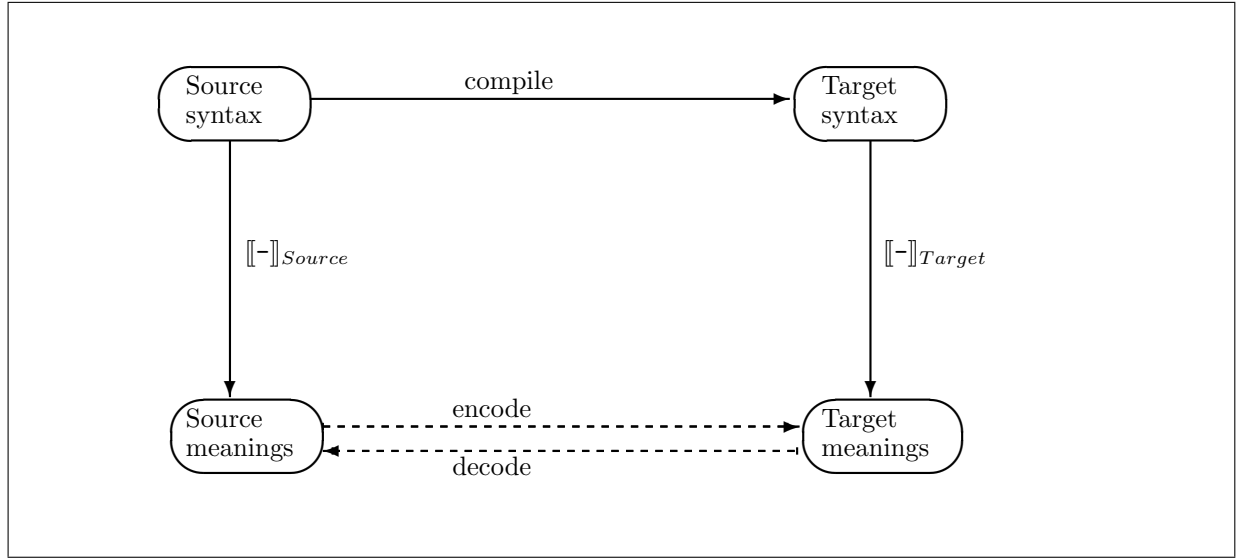 Source
syntax
compile
Target
syntax
⟦-⟧Source
⟦-⟧Target
Source
meanings
encode
decode
Target
meanings